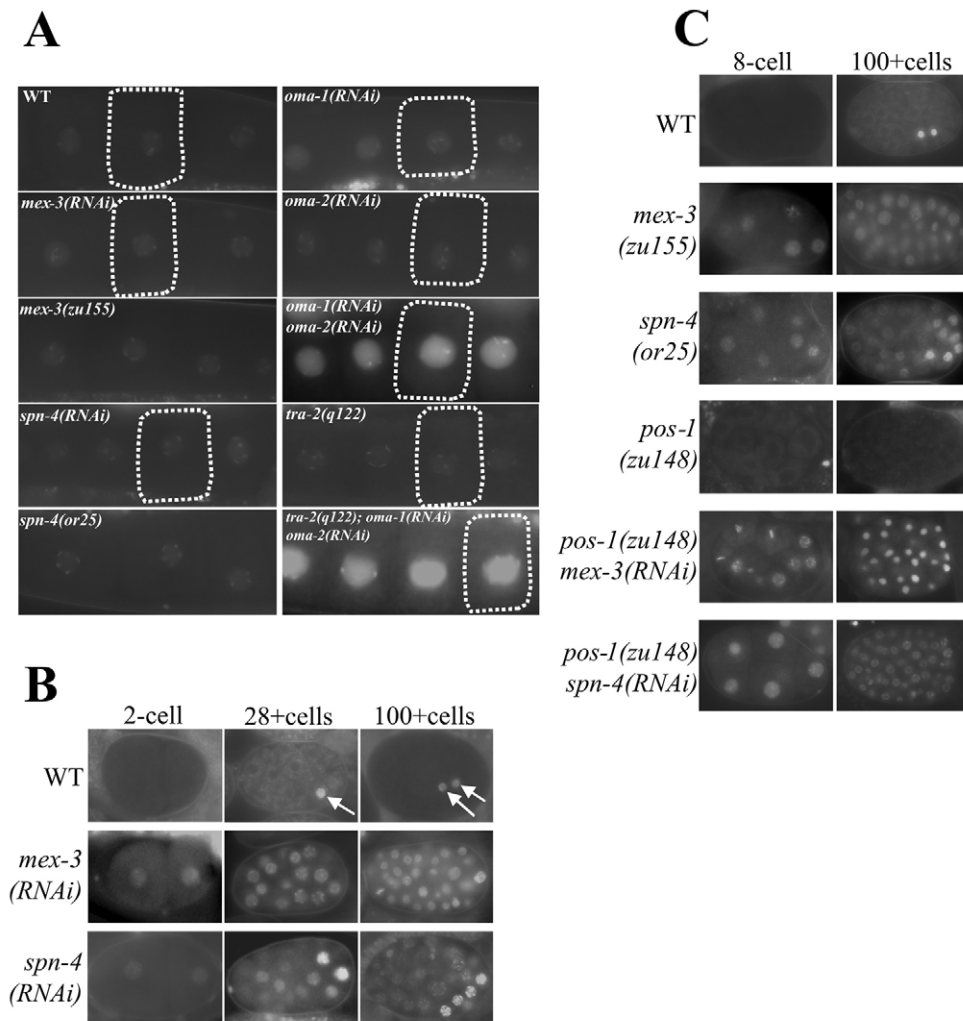 A
WT
oma-1(RNAi)
mex-3(RNAi)
oma-2(RNAi)
mex-3(zu155)
oma-1(RNAi)
oma-2(RNAi)
spn-4(RNAi)
tra-2(q122)
spn-4(or25)
tra-2(q122); oma-1(RNAi)
oma-2(RNAi)
B
2-cell 28+cells 100+cells
WT
mex-3
(RNAi)
spn-4
(RNAi)
C
8-cell 100+cells
WT
mex-3
(zu155)
spn-4
(or25)
pos-1
(zu148)
pos-1(zu148)
mex-3(RNAi)
pos-1(zu148)
spn-4(RNAi)